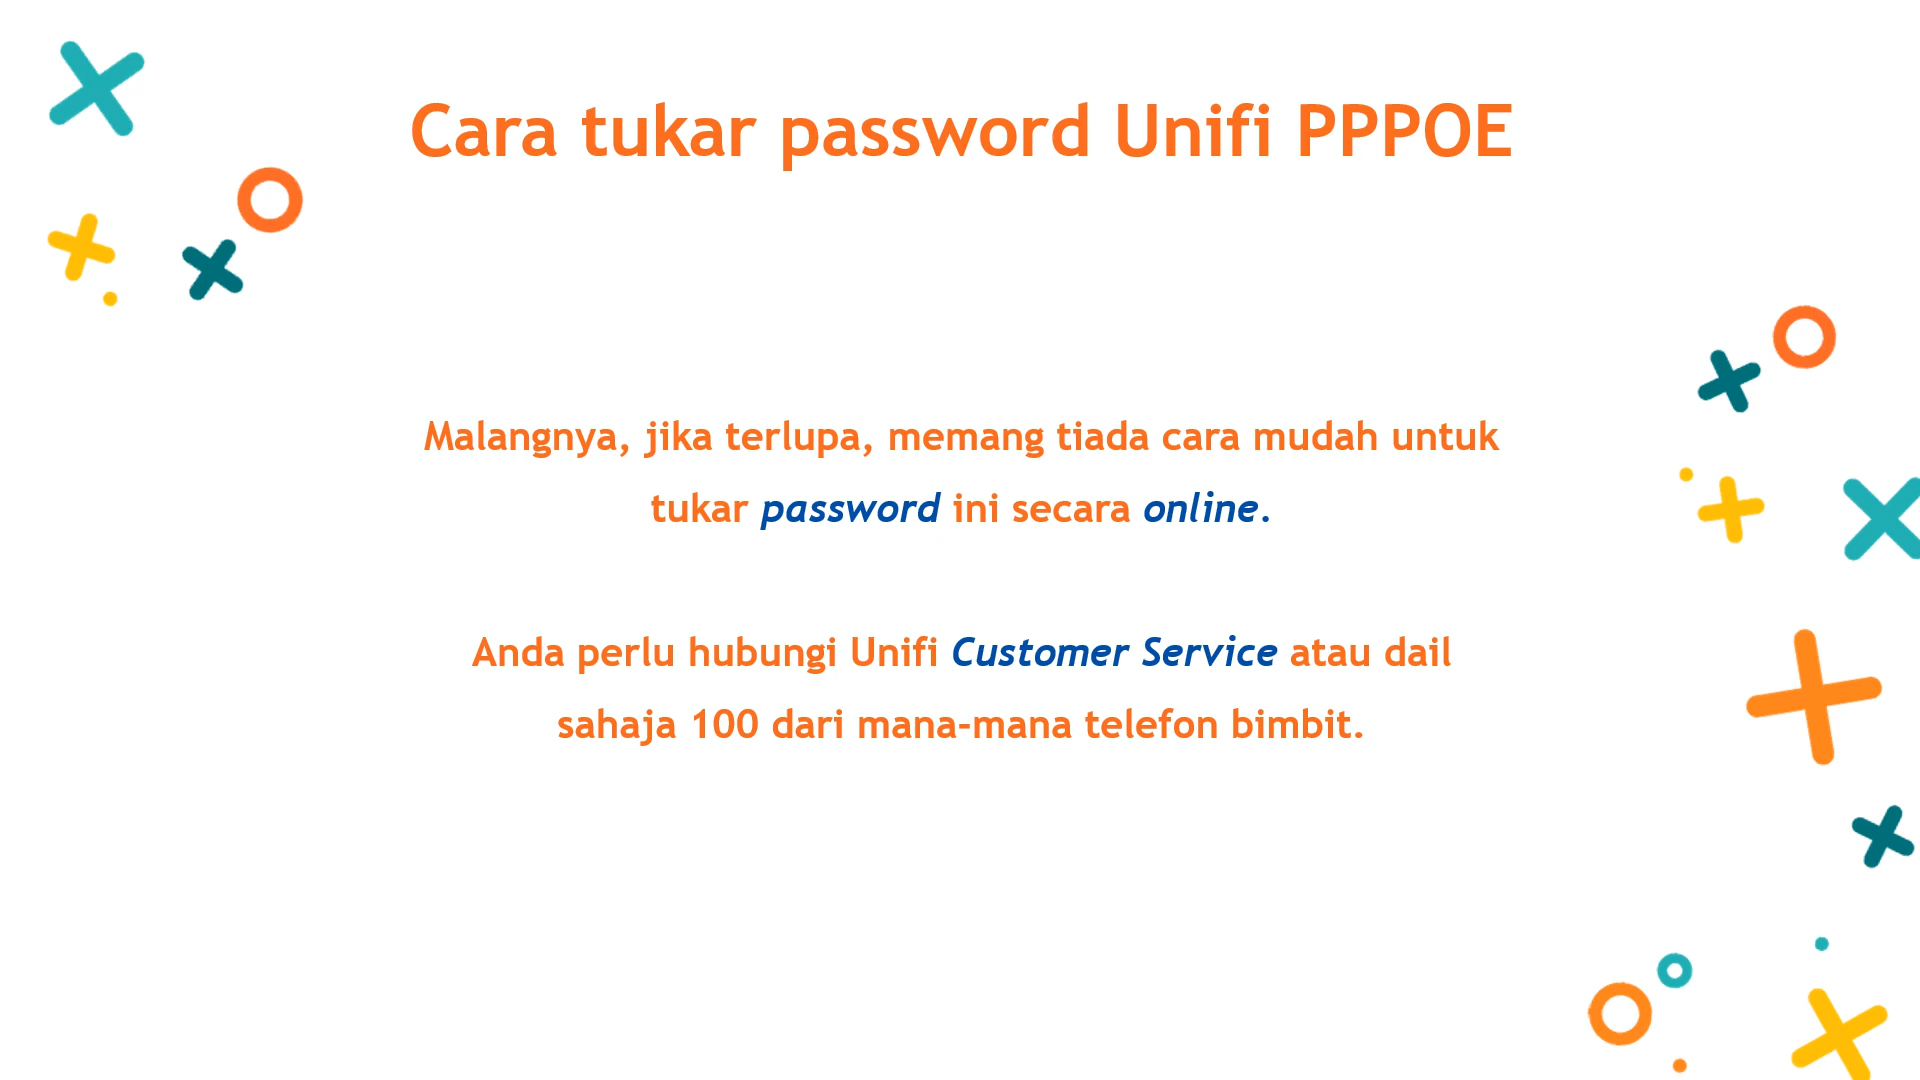 Cara tukar password Unifi PPPOE
Malangnya, jika terlupa, memang tiada cara mudah untuk
tukar password ini secara online.
Anda perlu hubungi Unifi Customer Service atau dail
sahaja 100 dari mana-mana telefon bimbit.